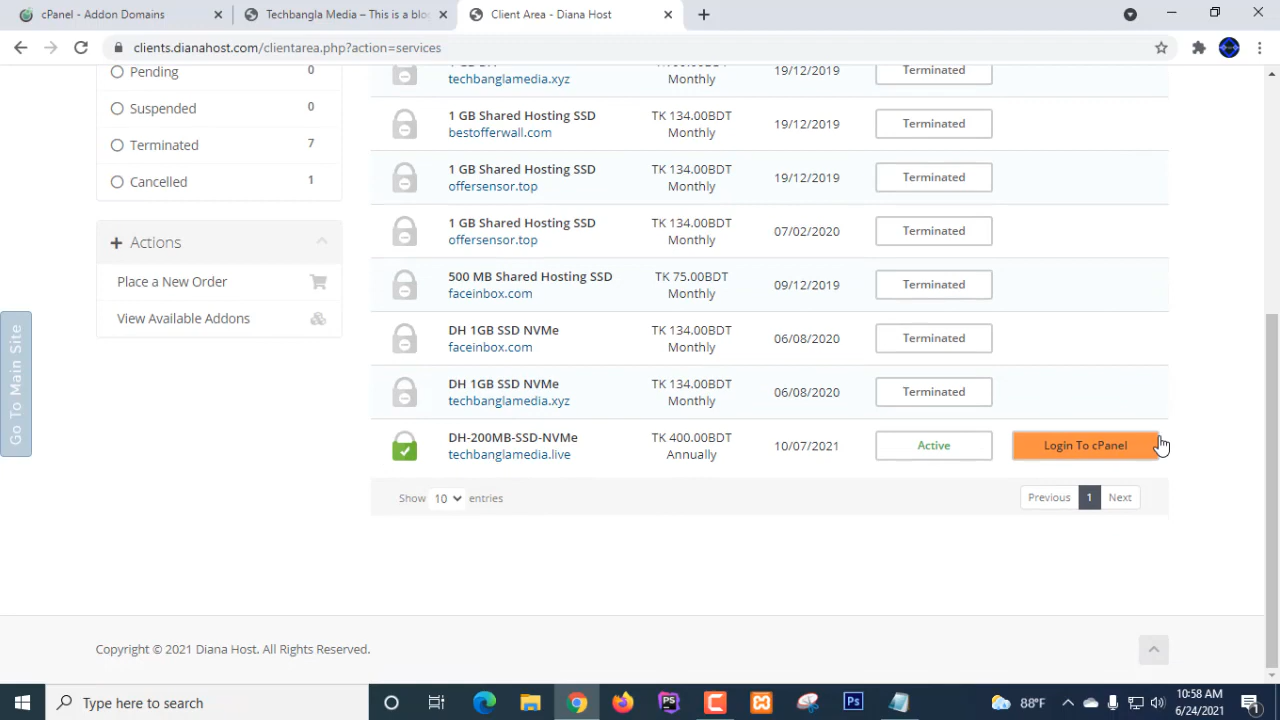 cPanel - Addon Domains
Techbangla Media – This is a blo
Client Area - Diana Host
clients.dianahost.com/clientarea.php?action=services
Pending 0
Suspended 0
Terminated 7
Cancelled 1
Actions
Place a New Order
View Available Addons
Go To Main Site
techbanglamedia.xyz Monthly 19/12/2019 Terminated
1 GB Shared Hosting SSD TK 134.00BDT
bestofferwall.com Monthly 19/12/2019 Terminated
1 GB Shared Hosting SSD TK 134.00BDT
offersensor.top Monthly 19/12/2019 Terminated
1 GB Shared Hosting SSD TK 134.00BDT
offersensor.top Monthly 07/02/2020 Terminated
500 MB Shared Hosting SSD TK 75.00BDT
faceinbox.com Monthly 09/12/2019 Terminated
DH 1GB SSD NVMe TK 134.00BDT
faceinbox.com Monthly 06/08/2020 Terminated
DH 1GB SSD NVMe TK 134.00BDT
techbanglamedia.xyz Monthly 06/08/2020 Terminated
DH-200MB-SSD-NVMe TK 400.00BDT
techbanglamedia.live Annually 10/07/2021 Active Login To cPanel
Show 10 entries
Previous 1 Next
Copyright © 2021 Diana Host. All Rights Reserved.
Type here to search
PS
Ps
88°F
10:58 AM
6/24/2021
1